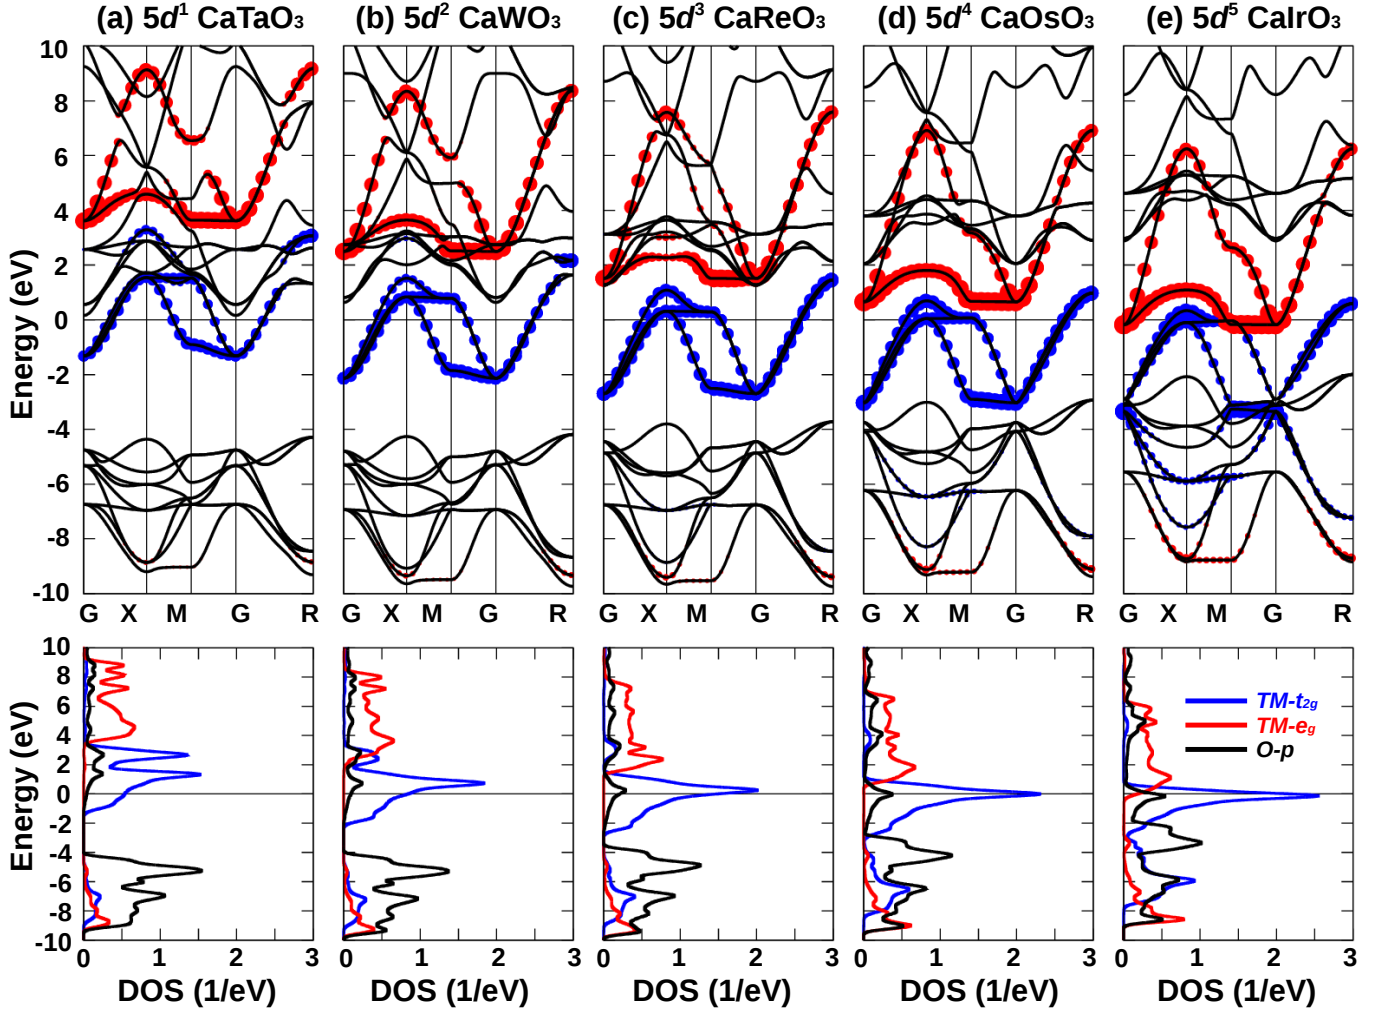 (a) 5d¹ CaTaO₃ (b) 5d² CaWO₃ (c) 5d³ CaReO₃ (d) 5d⁴ CaOsO₃ (e) 5d⁵ CaIrO₃
10
8
6
4
2
0
-2
-4
-6
-8
-10
Energy (eV)
G X M G R G X M G R G X M G R G X M G R G X M G R
10
8
6
4
2
0
-2
-4
-6
-8
-10
Energy (eV)
TM-t₂g
TM-eg
O-p
0 1 2 3 0 1 2 3 0 1 2 3 0 1 2 3 0 1 2 3
DOS (1/eV) DOS (1/eV) DOS (1/eV) DOS (1/eV) DOS (1/eV)